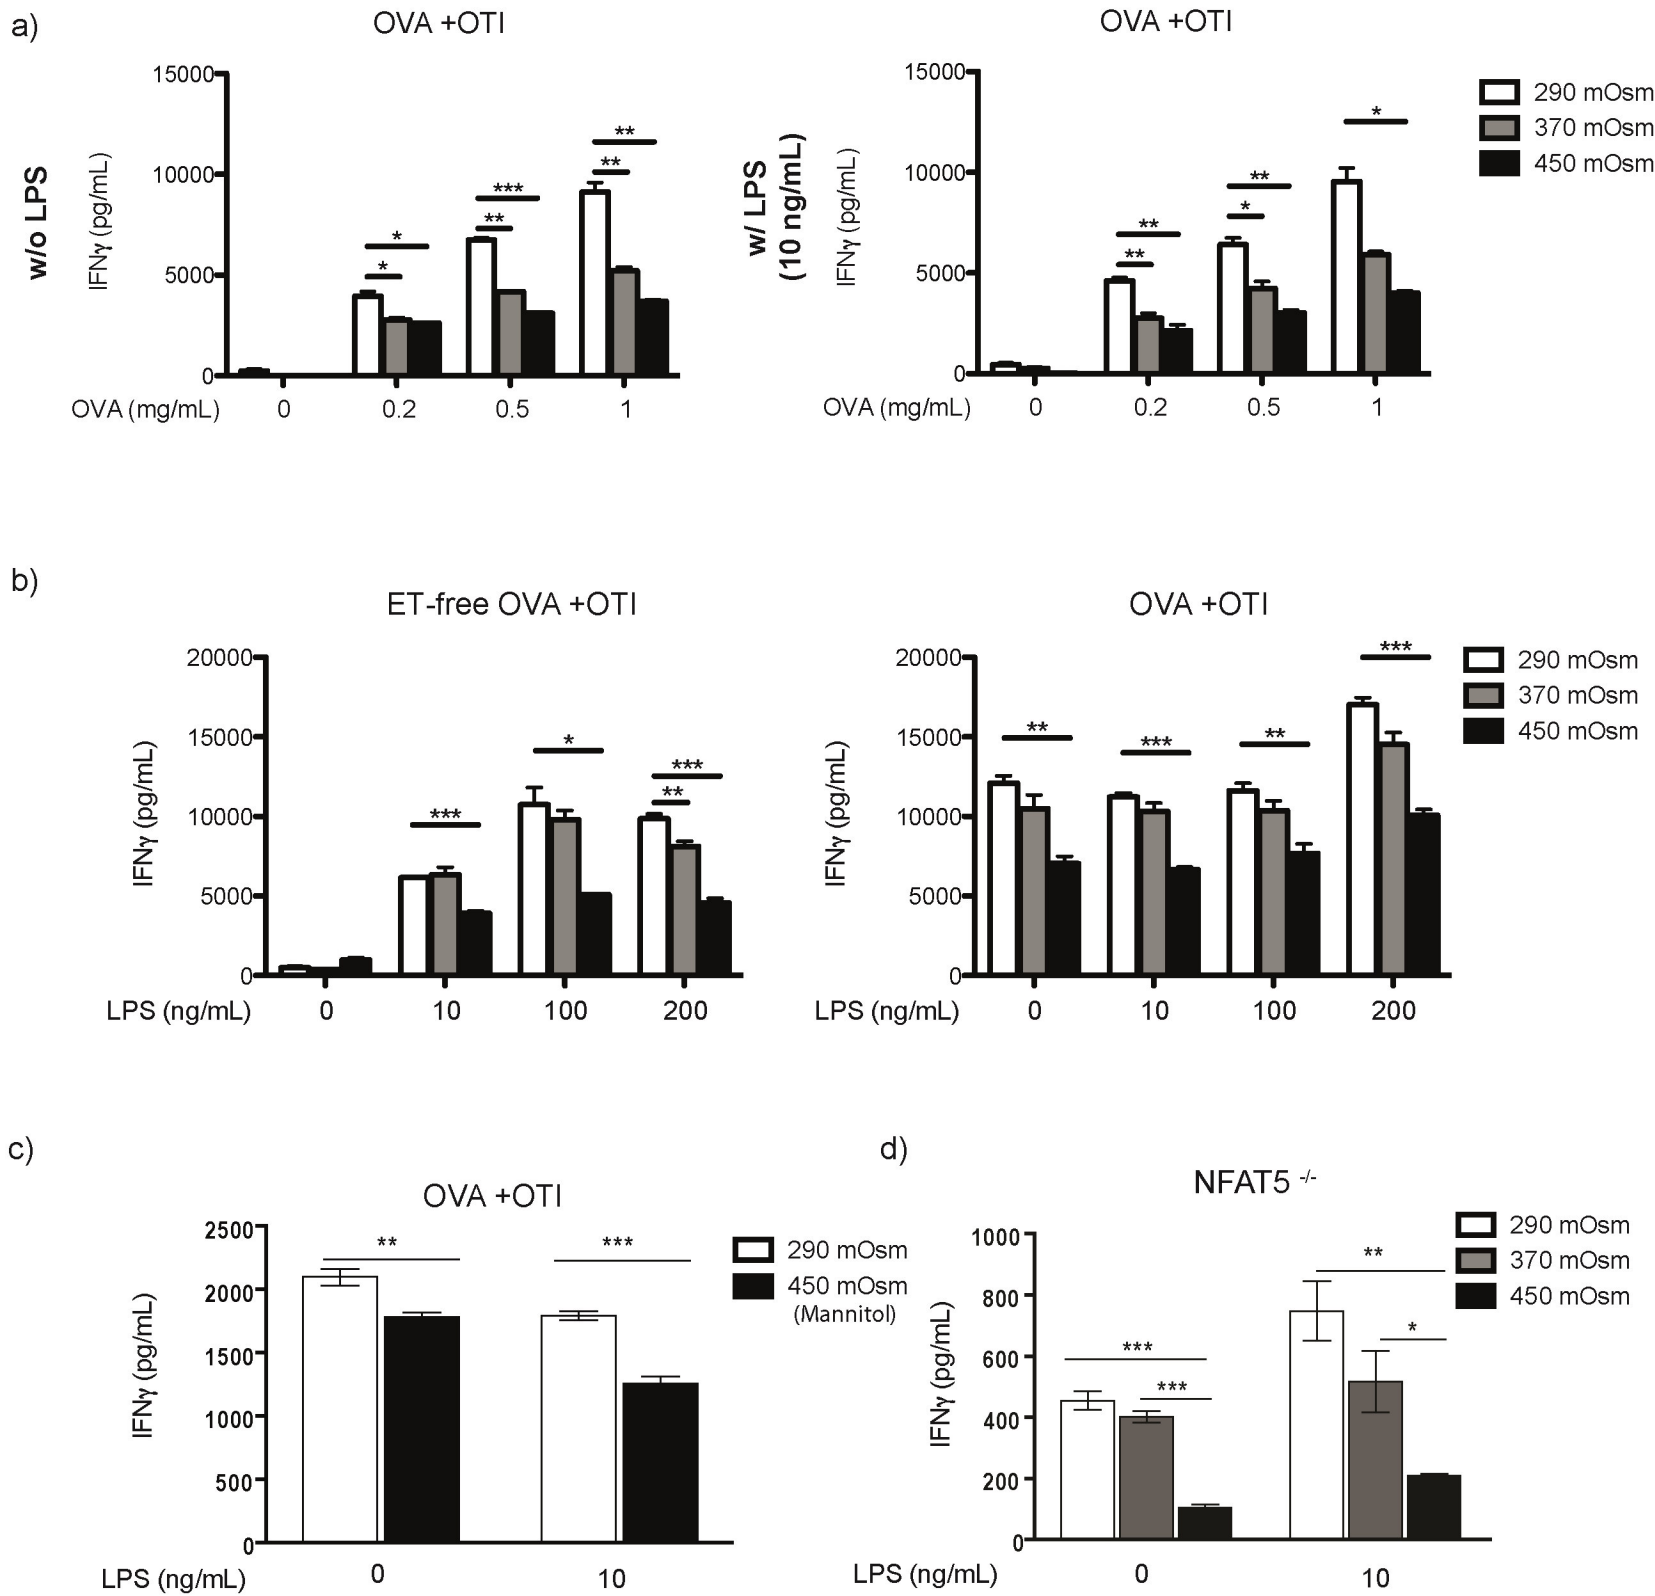 a)
OVA +OTI
OVA +OTI
w/o LPS
IFNγ (pg/mL)
15000
10000
5000
0
* * ** *** ** **
OVA (mg/mL) 0 0.2 0.5 1
w/ LPS
(10 ng/mL)
IFNγ (pg/mL)
15000
10000
5000
0
** ** * ** *
OVA (mg/mL) 0 0.2 0.5 1
290 mOsm
370 mOsm
450 mOsm
b)
ET-free OVA +OTI
IFNγ (pg/mL)
20000
15000
10000
5000
0
*** * ** ***
LPS (ng/mL) 0 10 100 200
OVA +OTI
IFNγ (pg/mL)
20000
15000
10000
5000
0
** *** ** ***
LPS (ng/mL) 0 10 100 200
290 mOsm
370 mOsm
450 mOsm
c)
OVA +OTI
IFNγ (pg/mL)
2500
2000
1500
1000
500
0
** ***
LPS (ng/mL) 0 10
290 mOsm
450 mOsm
(Mannitol)
d)
NFAT5 -/-
IFNγ (pg/mL)
1000
800
600
400
200
0
*** *** ** *
LPS (ng/mL) 0 10
290 mOsm
370 mOsm
450 mOsm